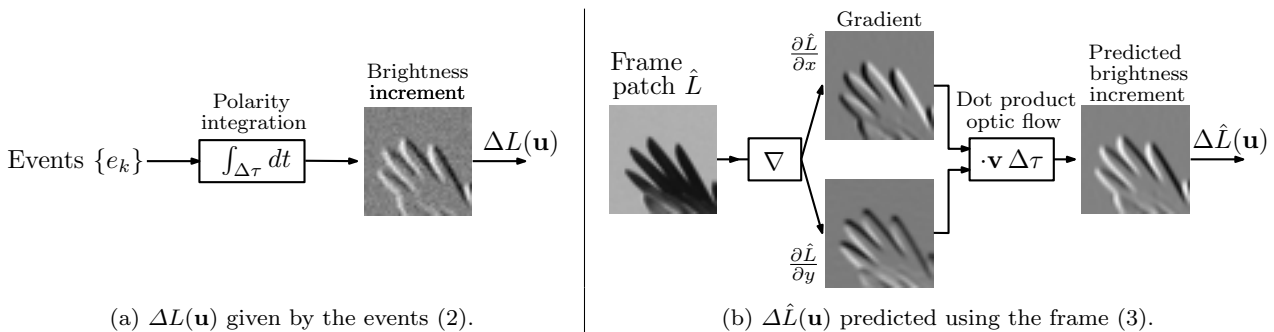 Events {e_k}
Polarity
integration
∫_{Δτ} dt
Brightness
increment
ΔL(u)
(a) ΔL(u) given by the events (2).
Frame
patch L̂
∇
Gradient
∂L̂/∂x
∂L̂/∂y
Dot product
optic flow
·v Δτ
Predicted
brightness
increment
ΔL̂(u)
(b) ΔL̂(u) predicted using the frame (3).